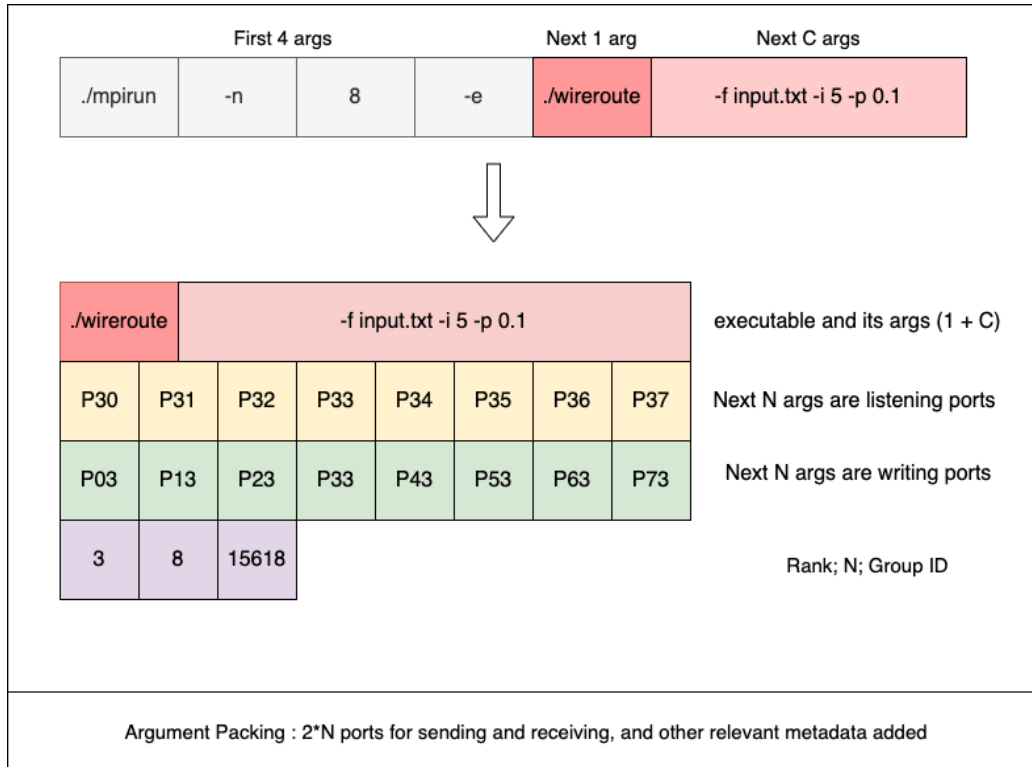 First 4 args Next 1 arg Next C args
./mpirun -n 8 -e ./wireroute -f input.txt -i 5 -p 0.1
./wireroute -f input.txt -i 5 -p 0.1 executable and its args (1 + C)
P30 P31 P32 P33 P34 P35 P36 P37 Next N args are listening ports
P03 P13 P23 P33 P43 P53 P63 P73 Next N args are writing ports
3 8 15618 Rank; N; Group ID
Argument Packing : 2*N ports for sending and receiving, and other relevant metadata added